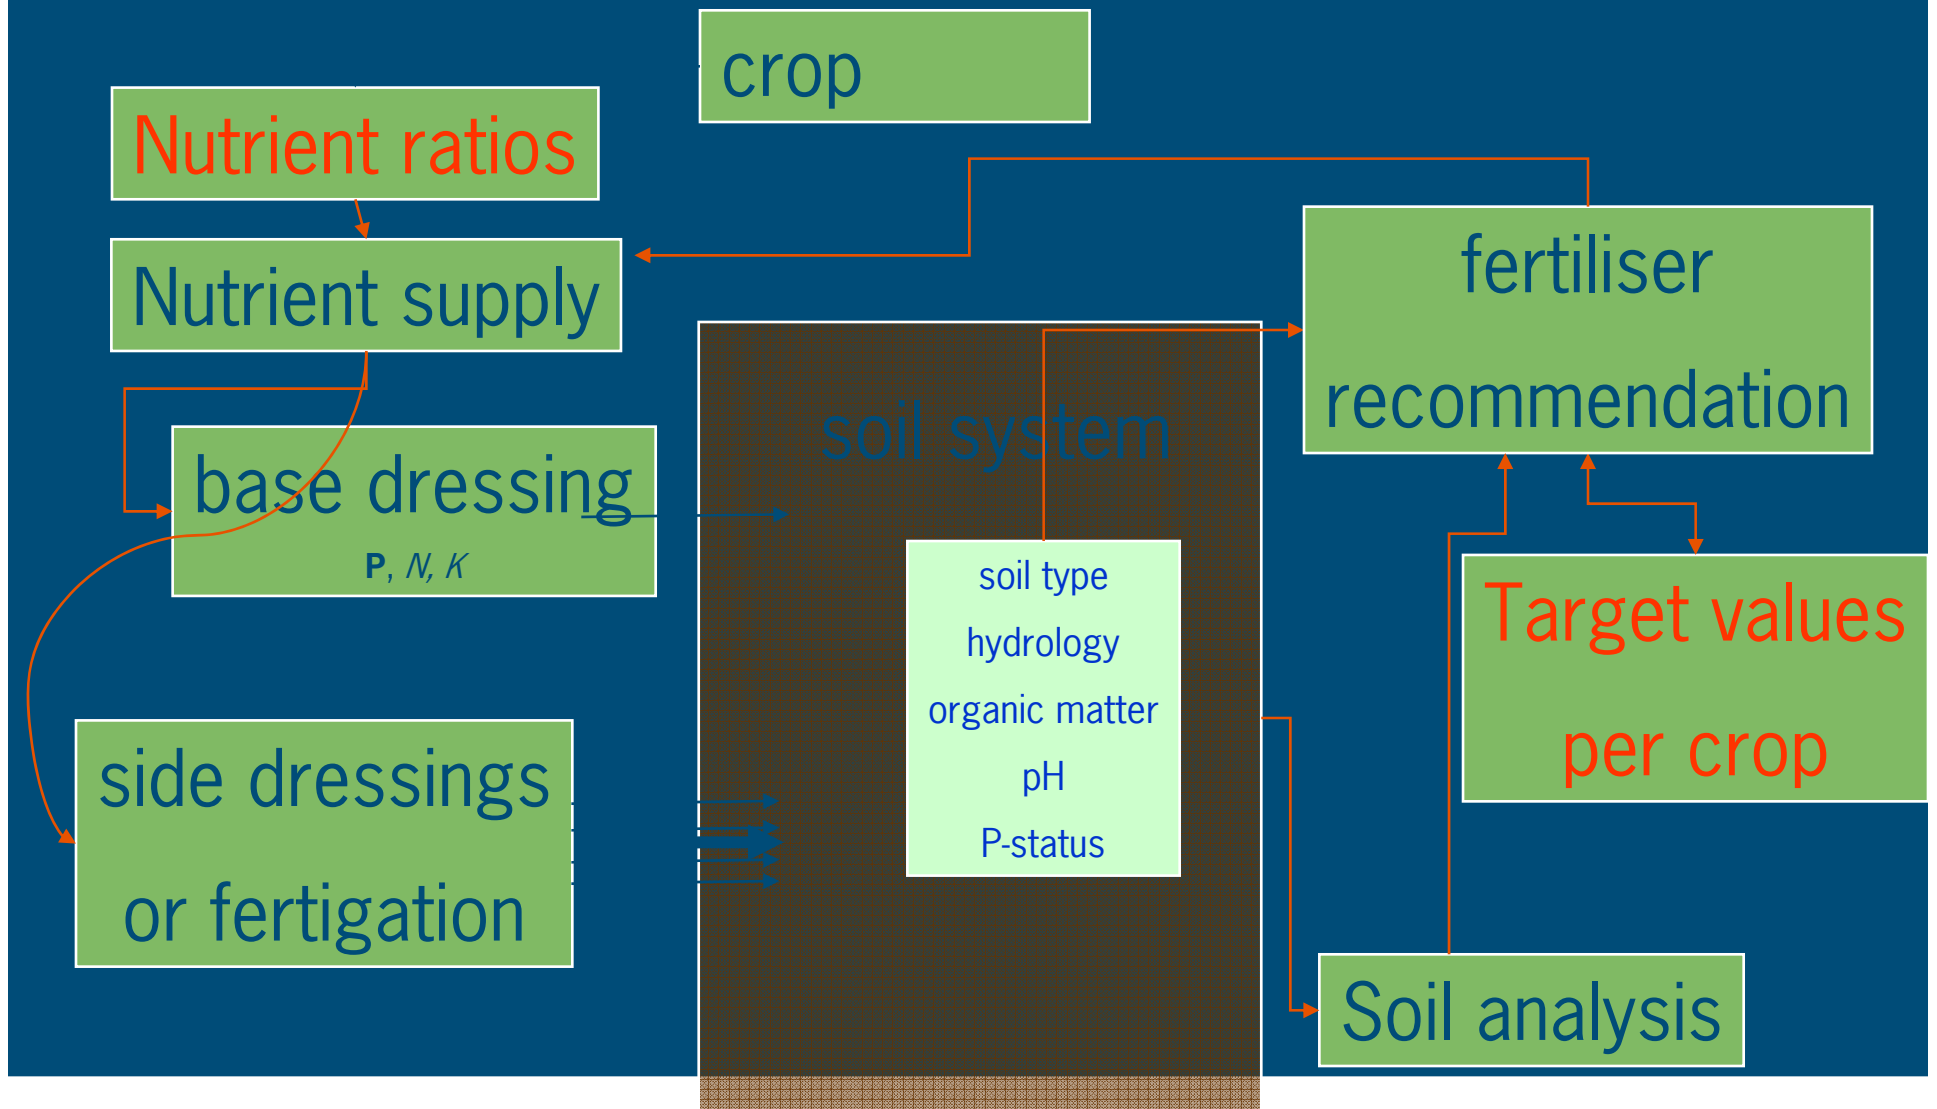 crop
Nutrient ratios
Nutrient supply
fertiliser
recommendation
soil system
base dressing
P, N, K
soil type
hydrology
organic matter
pH
P-status
Target values
per crop
side dressings
or fertigation
Soil analysis